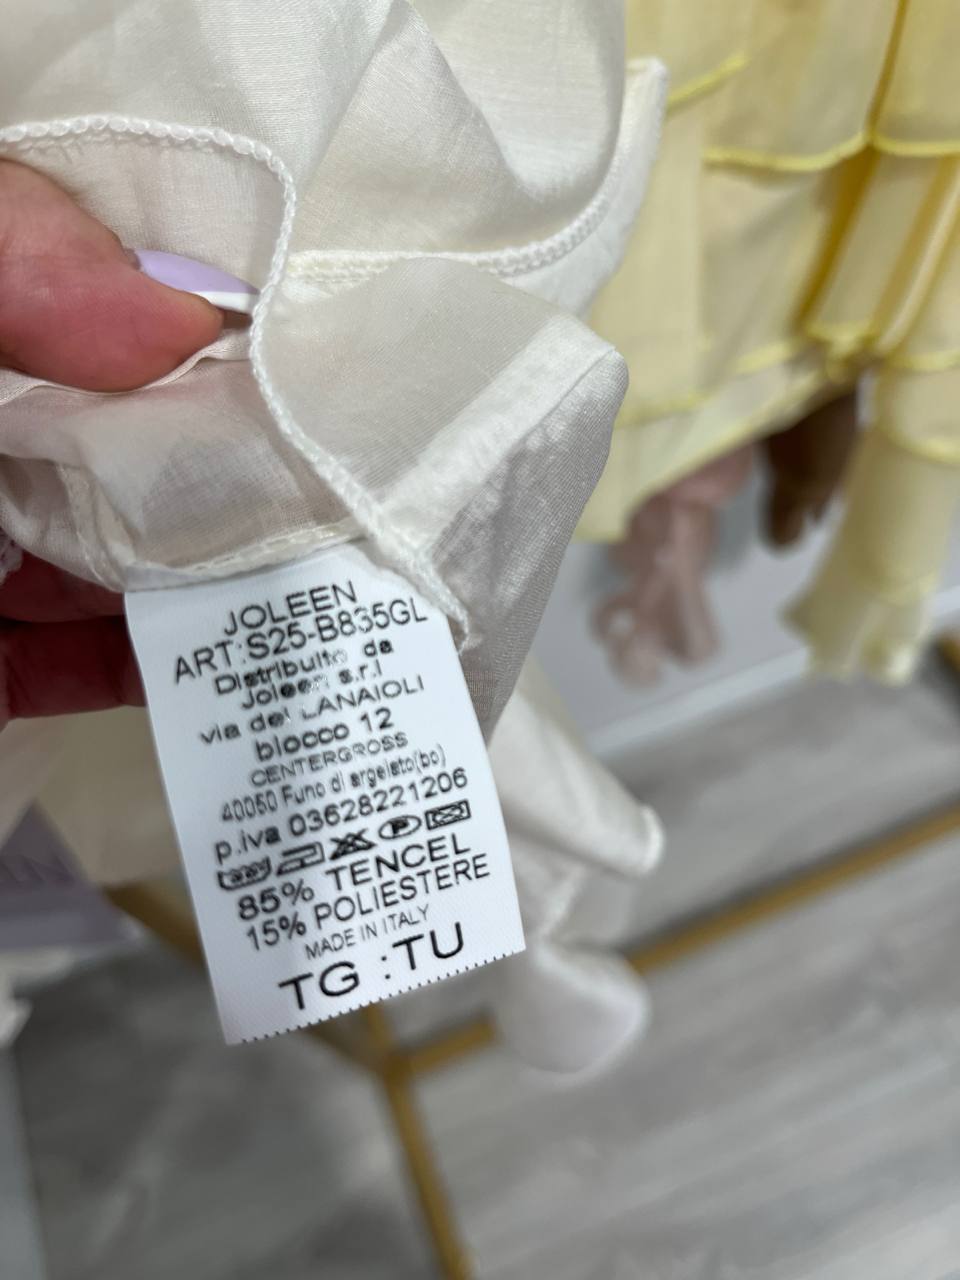 JOLEEN
ART:S25-B835GL
Distribuito da
Joleen s.r.l
via dei LANAIOLI
blocco 12
CENTERGROSS
40050 Funo di argelato(bo)
p.iva 03628221206
P
85% TENCEL
15% POLIESTERE
MADE IN ITALY
TG :TU